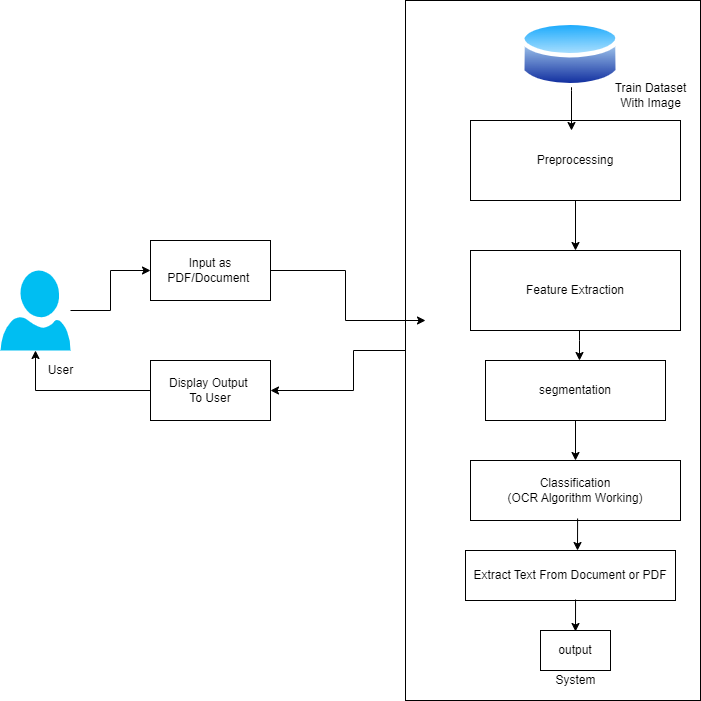 Train Dataset
With Image
Preprocessing
Feature Extraction
segmentation
Classification
(OCR Algorithm Working)
Extract Text From Document or PDF
output
System
Input as
PDF/Document
User
Display Output
To User